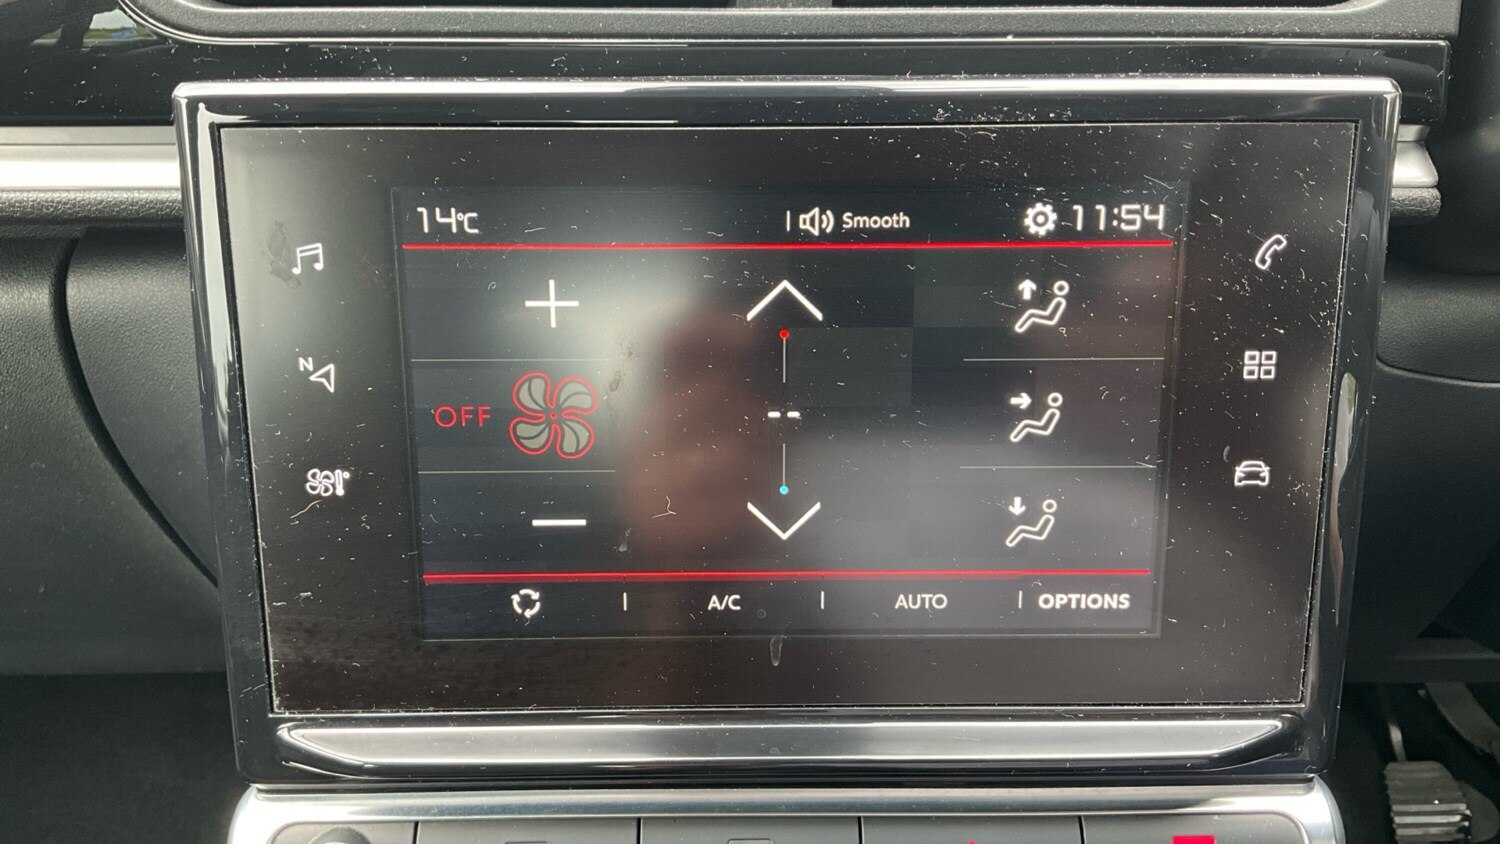 14°C Smooth 11:54
N
OFF
--
A/C AUTO OPTIONS